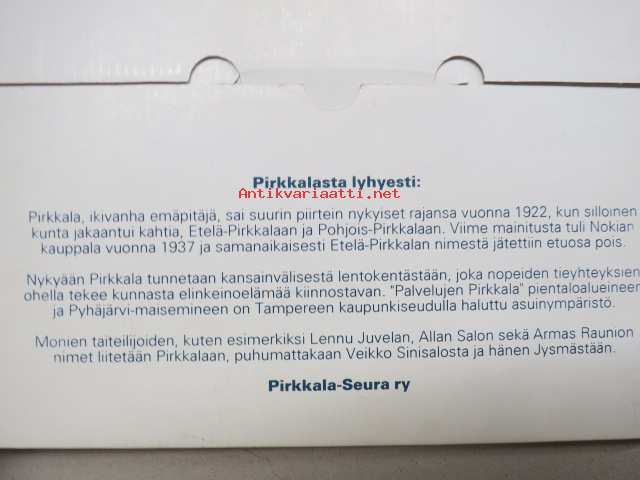 Pirkkalasta lyhyesti:
Antikvariaatti.net
Pirkkala, ikivanha emäpitäjä, sai suurin piirtein nykyiset rajansa vuonna 1922, kun silloinen
kunta jakaantui kahtia, Etelä-Pirkkalaan ja Pohjois-Pirkkalaan. Viime mainitusta tuli Nokian
kauppala vuonna 1937 ja samanaikaisesti Etelä-Pirkkalan nimestä jätettiin etuosa pois.
Nykyään Pirkkala tunnetaan kansainvälisestä lentokentästään, joka nopeiden tieyhteyksien
ohella tekee kunnasta elinkeinoelämää kiinnostavan. "Palvelujen Pirkkala" pientaloalueineen
ja Pyhäjärvi-maisemineen on Tampereen kaupunkiseudulla haluttu asuinympäristö.
Monien taiteilijoiden, kuten esimerkiksi Lennu Juvelan, Allan Salon sekä Armas Raunion
nimet liitetään Pirkkalaan, puhumattakaan Veikko Sinisalosta ja hänen Jysmästään.
Pirkkala-Seura ry